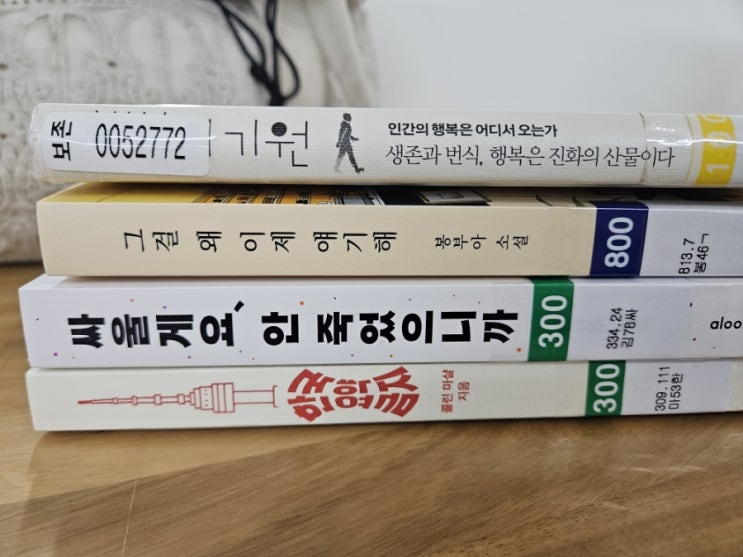 보존 0052772
기원
인간의 행복은 어디서 오는가
생존과 번식, 행복은 진화의 산물이다
그걸 왜 이제 얘기해
봉부아 소설
800
813.7
봉46ㄱ
싸울게요, 안 죽었으니까
300
334.24
김78싸
aloo
한국 요약 금지
콜린 마샬
지음
300
309.111
마53한